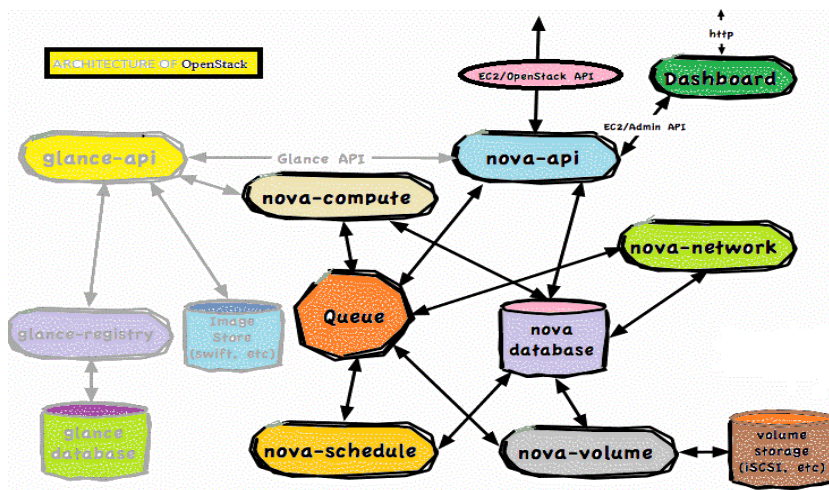 http
ARCHITECTURE OF OpenStack
EC2/OpenStack API
Dashboard
EC2/Admin API
glance-api
Glance API
nova-api
nova-compute
nova-network
Queue
nova
database
glance-registry
Image
Store
(swift, etc)
glance
database
nova-schedule
nova-volume
volume
storage
(iSCSI, etc)